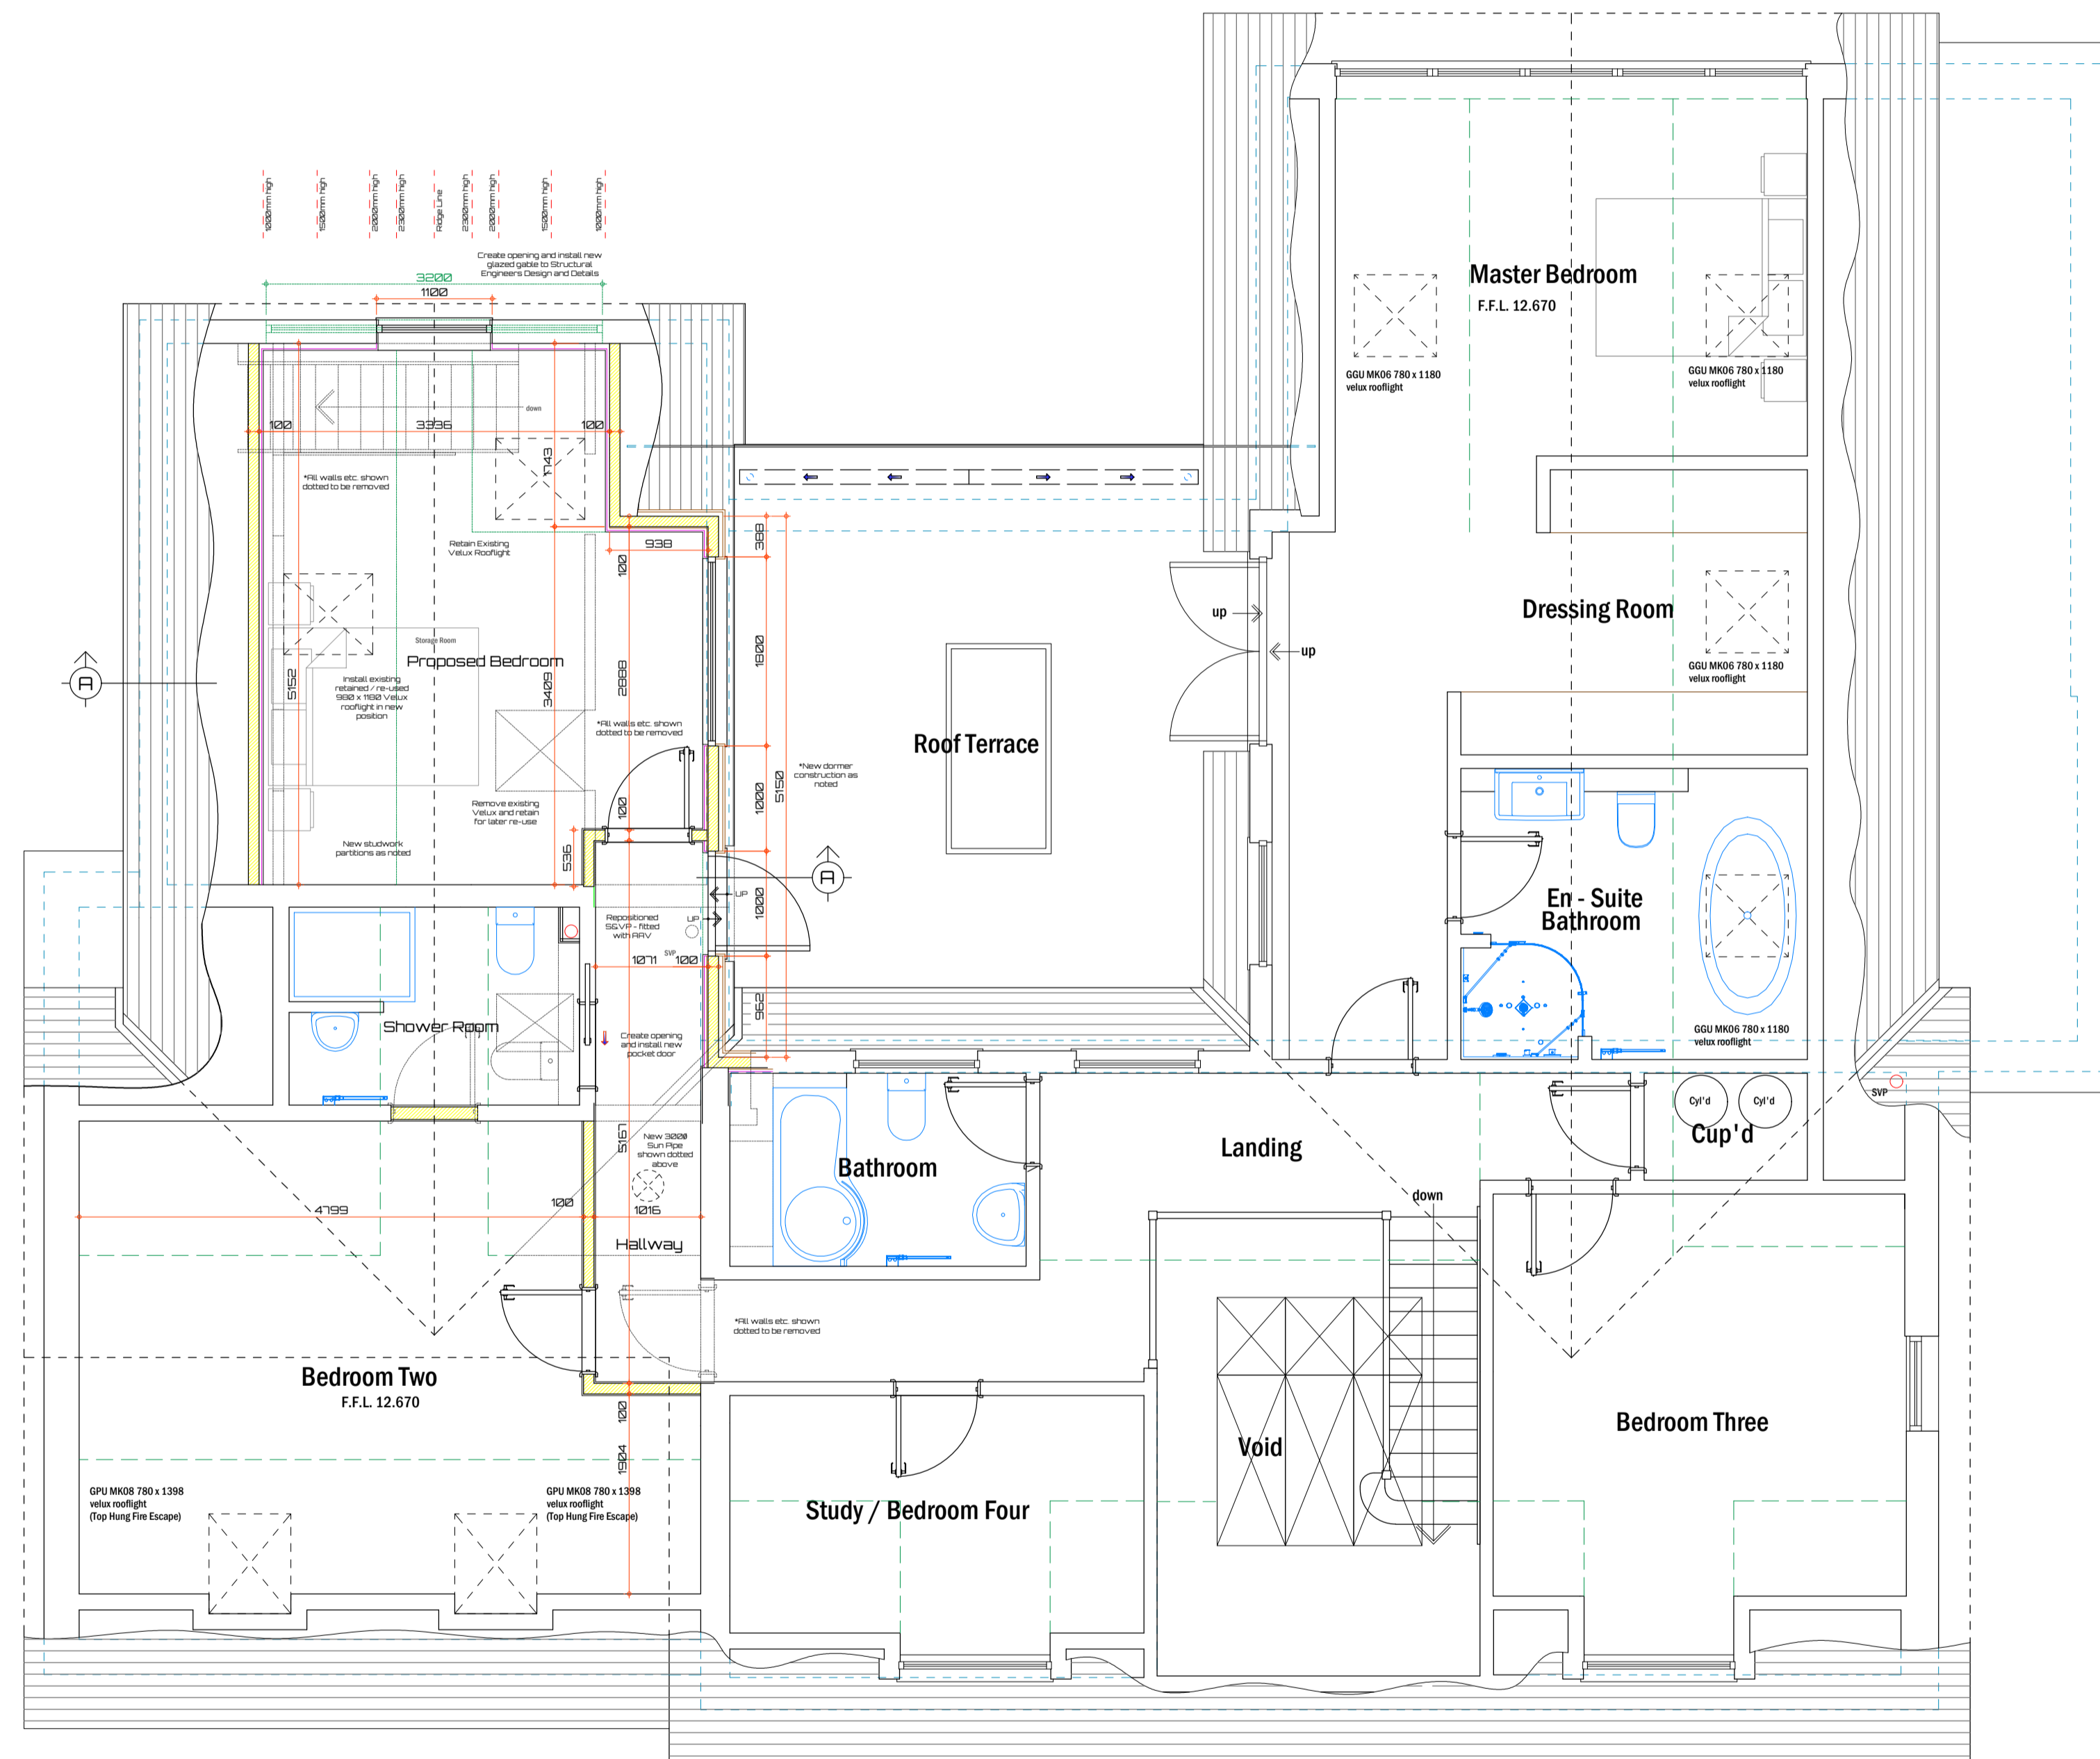 1000mm high
1500mm high
2000mm high
2300mm high
Ridge Line
2300mm high
2000mm high
1500mm high
1000mm high
Create opening and install new
glazed gable to Structural
Engineers Design and Details
3200
1100
down
100
3336
100
1743
*All walls etc. shown
dotted to be removed
Retain Existing
Velux Rooflight
938
388
100
Storage Room
Proposed Bedroom
Install existing
retained / re-used
980 x 1180 Velux
rooflight in new
position
5152
3409
2888
1800
*All walls etc. shown
dotted to be removed
A
Remove existing
Velux and retain
for later re-use
100
1000
5150
*New dormer
construction as
noted
New studwork
partitions as noted
536
A
UP
UP
1000
Repositioned
S&VP - fitted
with AAV
SVP
1071
100
962
Shower Room
Create opening
and install new
pocket door
5167
New 3000
Sun Pipe
shown dotted
above
4799
100
1016
Hallway
*All walls etc. shown
dotted to be removed
Bedroom Two
F.F.L. 12.670
100
1904
GPU MK08 780 x 1398
velux rooflight
(Top Hung Fire Escape)
GPU MK08 780 x 1398
velux rooflight
(Top Hung Fire Escape)
Roof Terrace
up
up
Master Bedroom
F.F.L. 12.670
GGU MK06 780 x 1180
velux rooflight
GGU MK06 780 x 1180
velux rooflight
Dressing Room
GGU MK06 780 x 1180
velux rooflight
En - Suite
Bathroom
GGU MK06 780 x 1180
velux rooflight
SVP
Cyl'd
Cyl'd
Cup'd
Bathroom
Landing
down
Void
Study / Bedroom Four
Bedroom Three